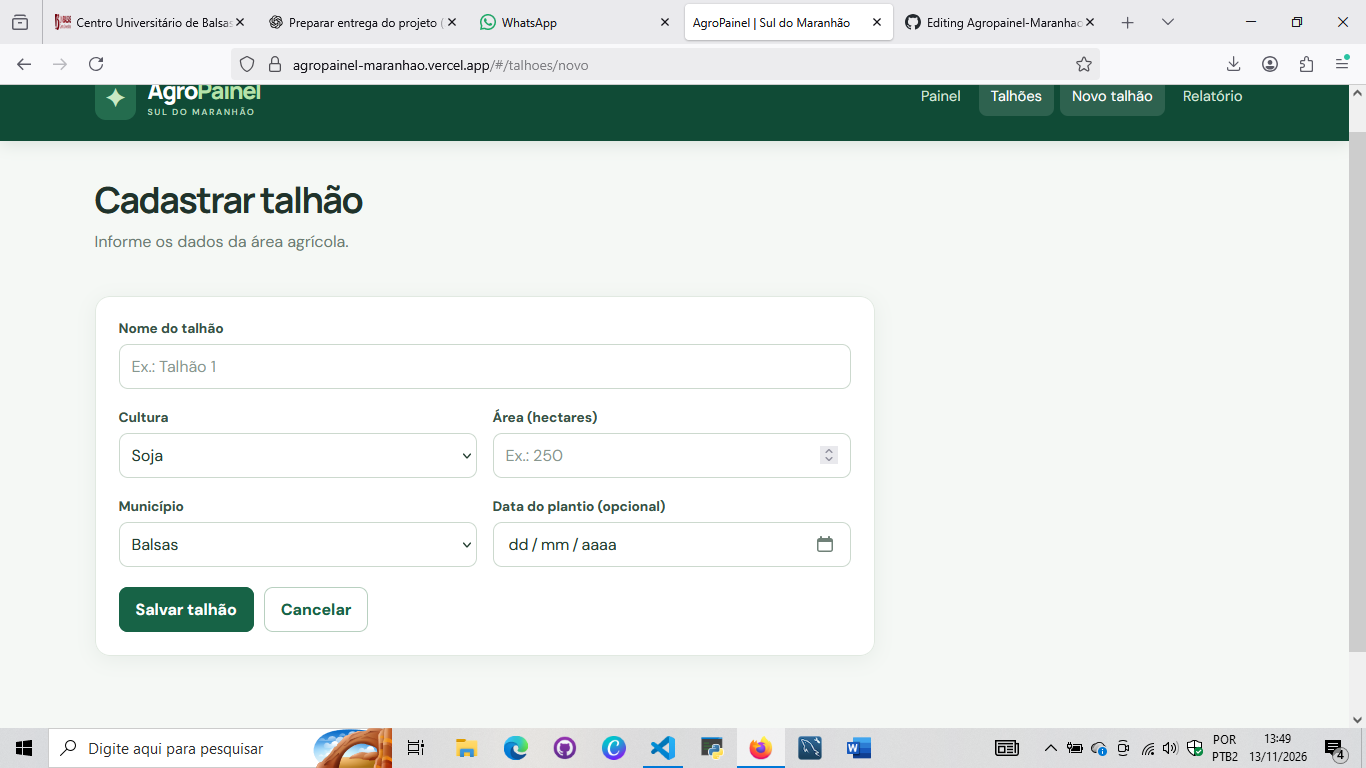 Centro Universitário de Balsas
Preparar entrega do projeto (
WhatsApp
AgroPainel | Sul do Maranhão
Editing Agropainel-Maranhao
agropainel-maranhao.vercel.app/#/talhoes/novo
AgroPainel
SUL DO MARANHÃO
Painel
Talhões
Novo talhão
Relatório
Cadastrar talhão
Informe os dados da área agrícola.
Nome do talhão
Ex.: Talhão 1
Cultura
Área (hectares)
Soja
Ex.: 250
Município
Data do plantio (opcional)
Balsas
dd / mm / aaaa
Salvar talhão
Cancelar
Digite aqui para pesquisar
POR
PTB2
13:49
13/11/2026
4